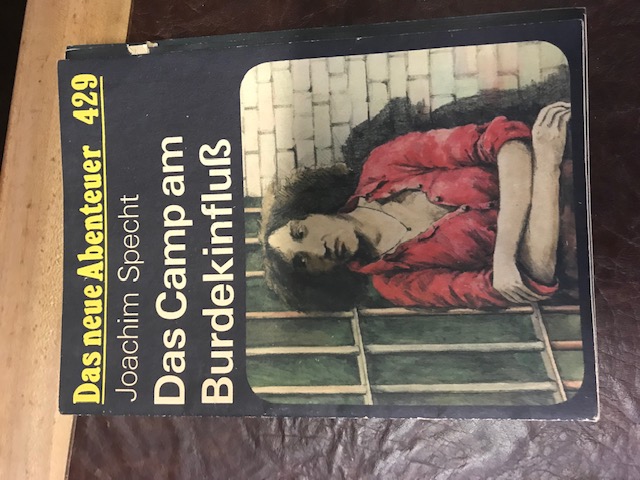 Das neue Abenteuer 429
Joachim Specht
Das Camp am
Burdekinfluß